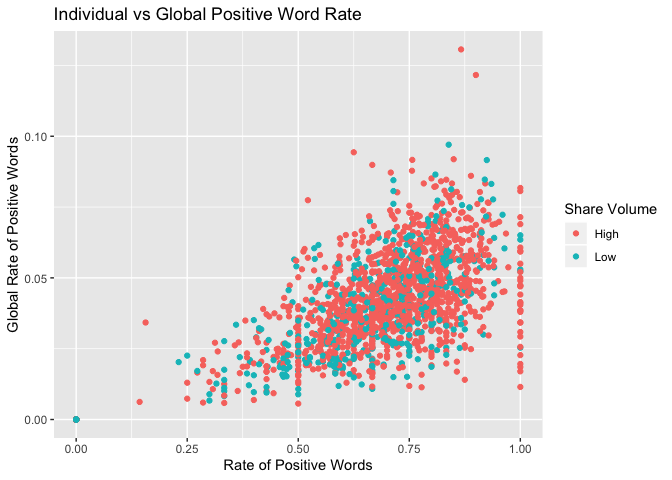 Individual vs Global Positive Word Rate
Global Rate of Positive Words
0.10
0.05
0.00
0.00 0.25 0.50 0.75 1.00
Rate of Positive Words
Share Volume
High
Low